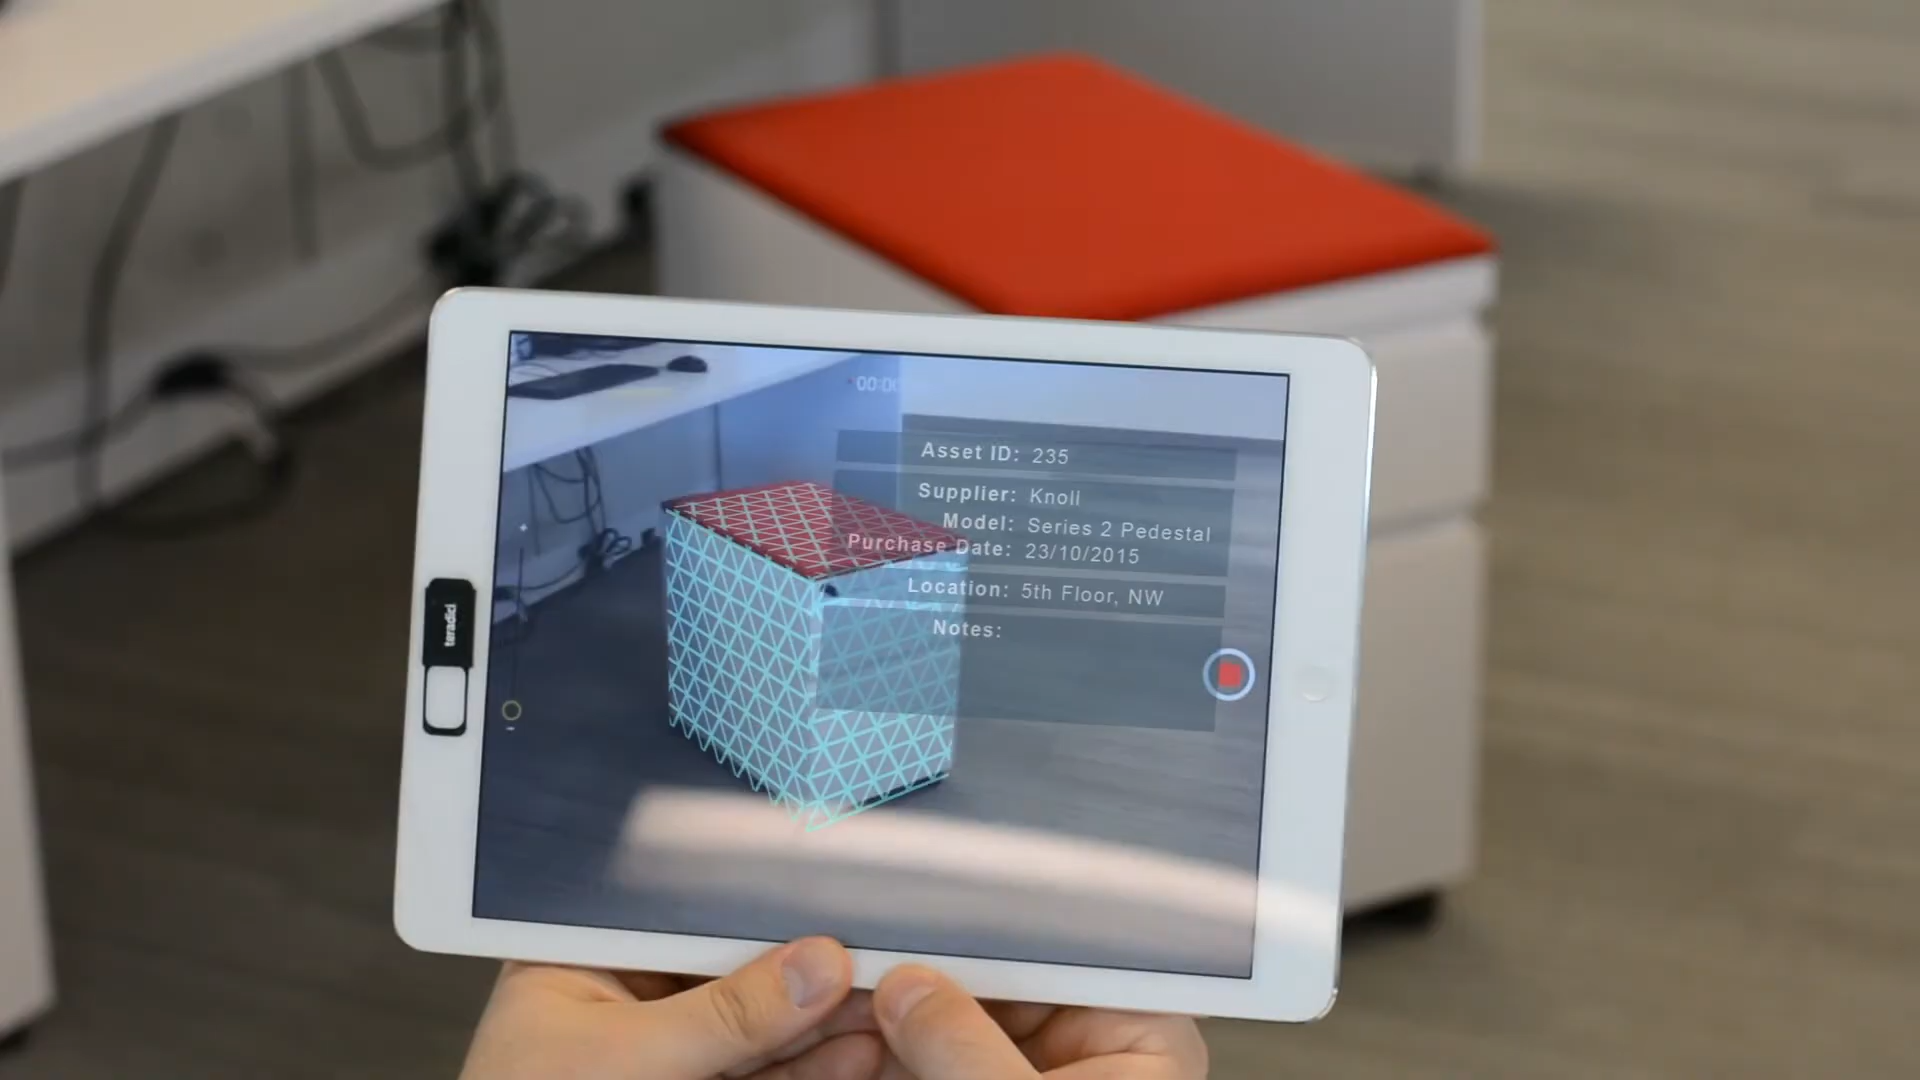 00:00
Asset ID: 235
Supplier: Knoll
Model: Series 2 Pedestal
Purchase Date: 23/10/2015
Location: 5th Floor, NW
Notes:
teradici